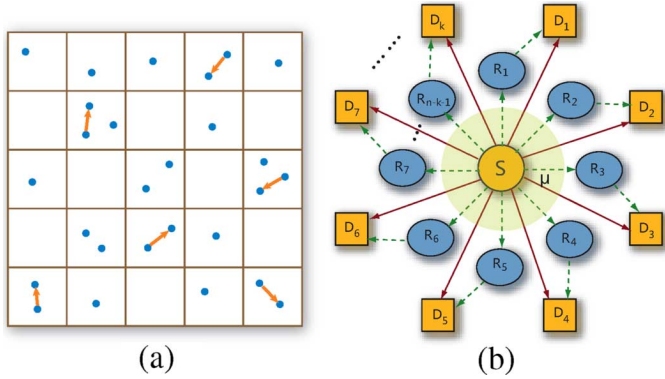 D_k
D_1
R_1
R_{n-k-1}
R_2
D_7
D_2
S
μ
R_7
R_3
D_6
R_6
R_4
D_3
R_5
D_5
D_4
(a)
(b)